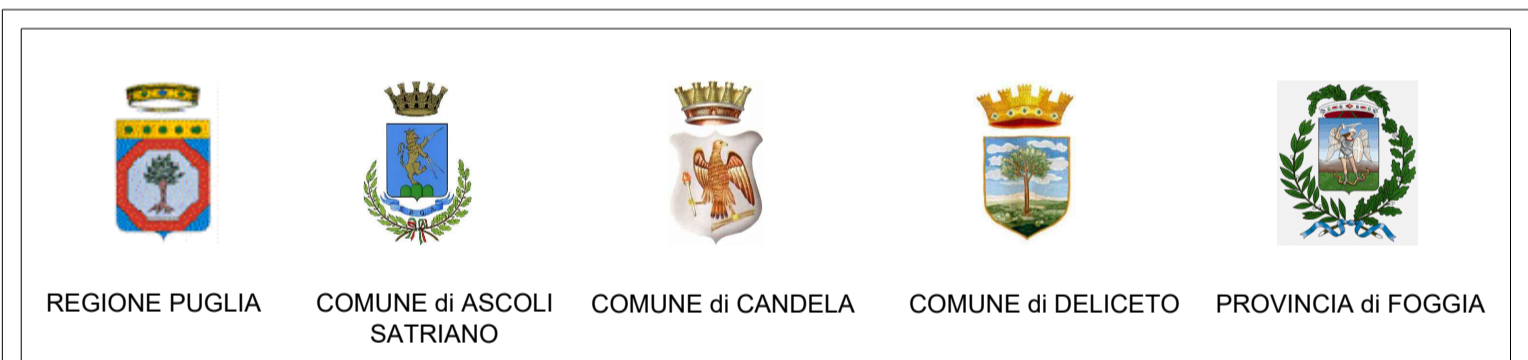 REGIONE PUGLIA
COMUNE di ASCOLI
SATRIANO
COMUNE di CANDELA
COMUNE di DELICETO
PROVINCIA di FOGGIA